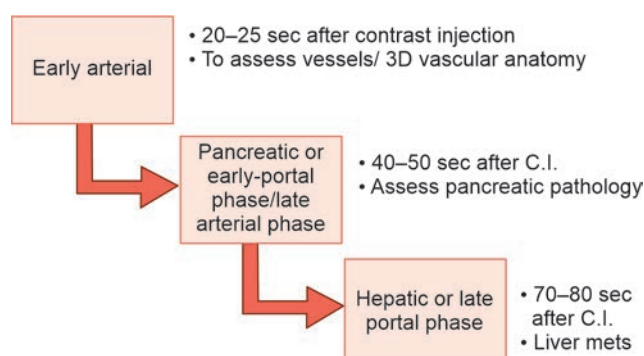 Early arterial
• 20–25 sec after contrast injection
• To assess vessels/ 3D vascular anatomy
Pancreatic or
early-portal
phase/late
arterial phase
• 40–50 sec after C.I.
• Assess pancreatic pathology
Hepatic or late
portal phase
• 70–80 sec
after C.I.
• Liver mets